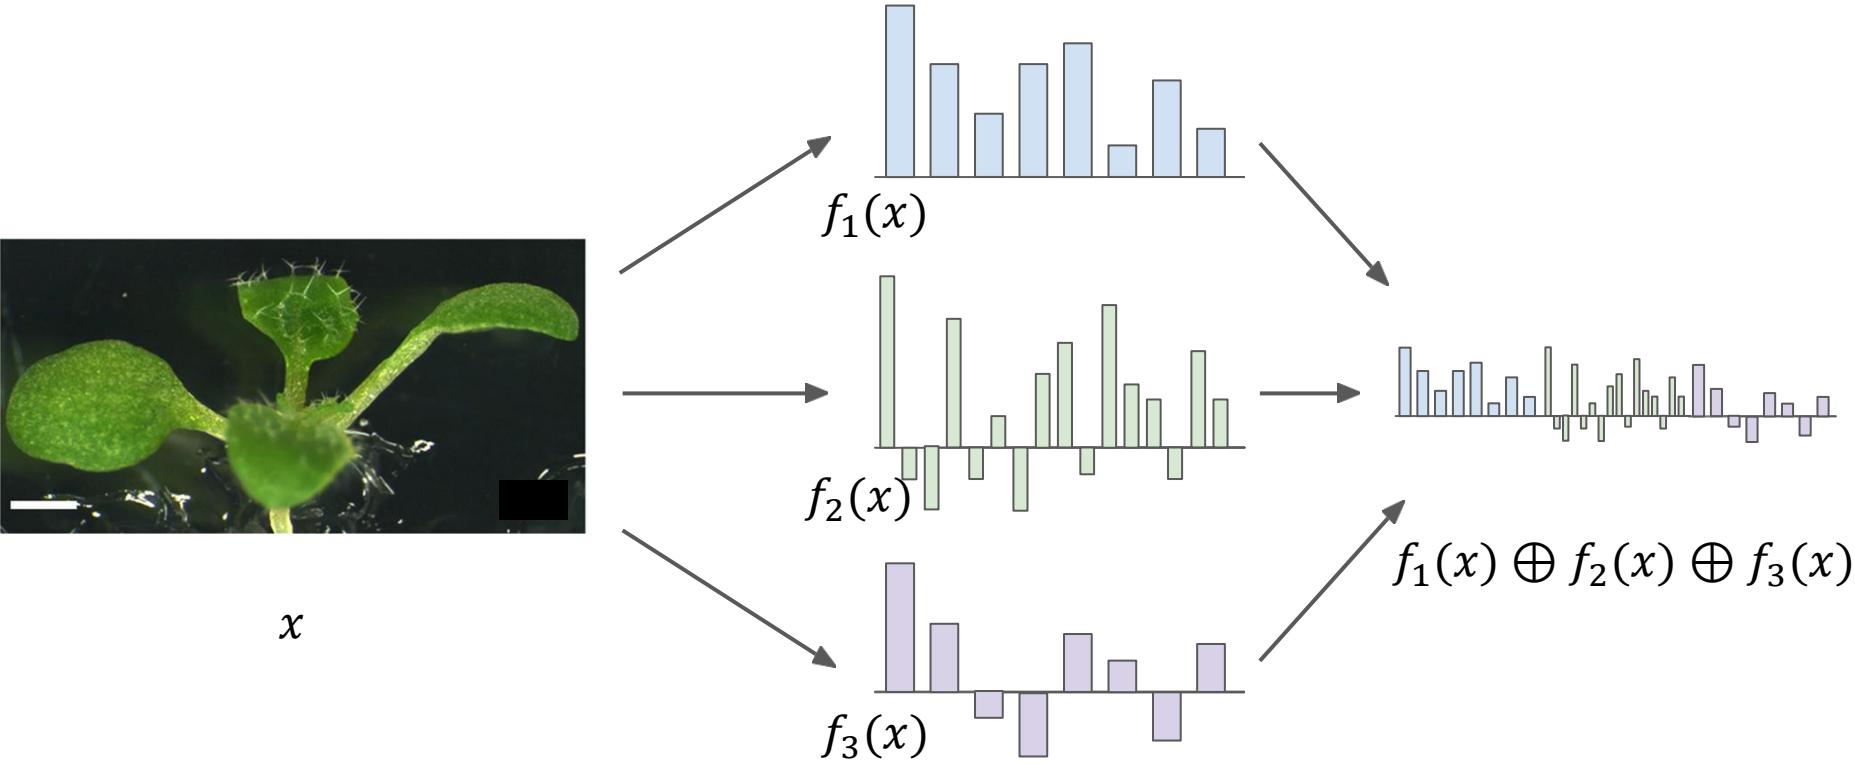 f₁(x)
f₂(x)
f₃(x)
x
f₁(x) ⊕ f₂(x) ⊕ f₃(x)